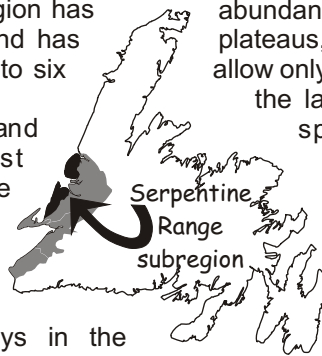 gion has
nd has
to six
and
st
e
ys in the
abundan
plateaus,
allow only
the la
sp
Serpentine
Range
subregion